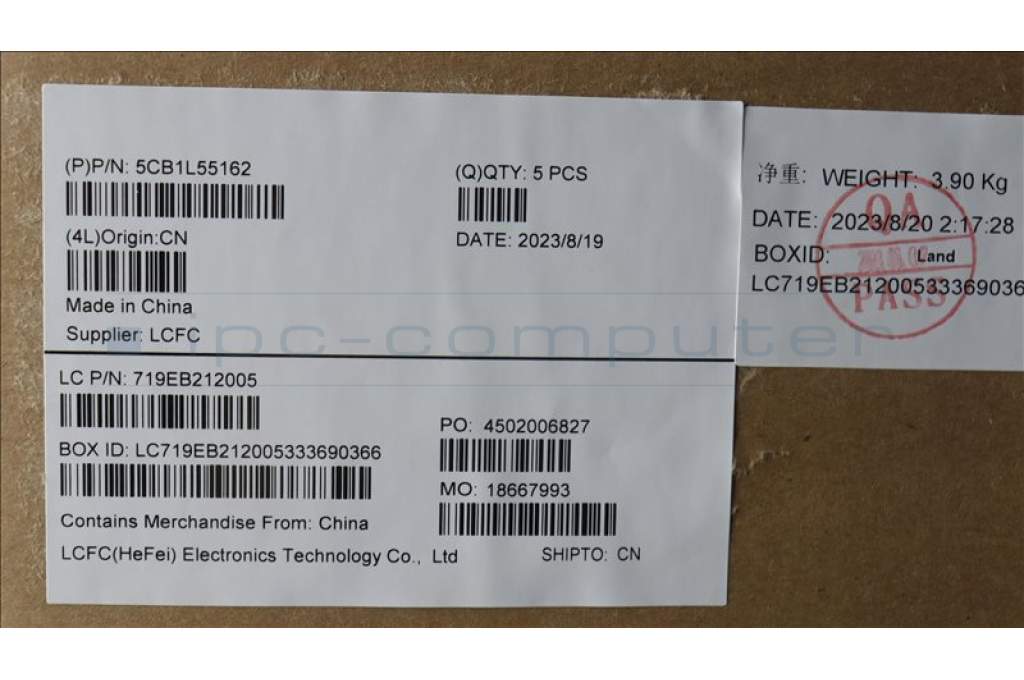 (P)P/N: 5CB1L55162
(Q)QTY: 5 PCS
(4L)Origin:CN
DATE: 2023/8/19
Made in China
Supplier: LCFC
LC P/N: 719EB212005
PO: 4502006827
BOX ID: LC719EB212005333690366
MO: 18667993
Contains Merchandise From: China
LCFC(HeFei) Electronics Technology Co., Ltd
SHIPTO: CN
净重: WEIGHT: 3.90 Kg
DATE: 2023/8/20 2:17:28
BOXID: Land
LC719EB21200533369036
QA
PASS
pc-computer